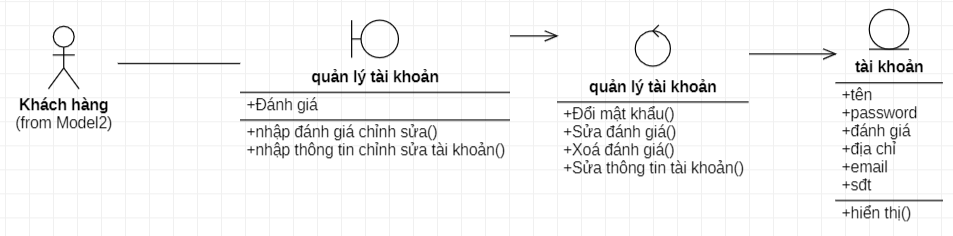 Khách hàng
(from Model2)
quản lý tài khoản
+Đánh giá
+nhập đánh giá chỉnh sửa()
+nhập thông tin chỉnh sửa tài khoản()
quản lý tài khoản
+Đổi mật khẩu()
+Sửa đánh giá()
+Xoá đánh giá()
+Sửa thông tin tài khoản()
tài khoản
+tên
+password
+đánh giá
+địa chỉ
+email
+sđt
+hiển thị()